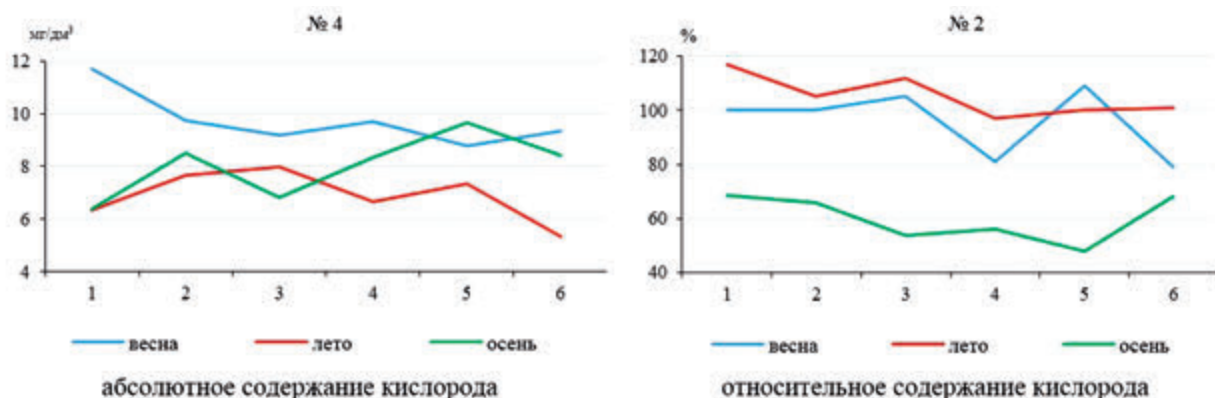 № 4
мг/дм³
12
10
8
6
4
1 2 3 4 5 6
весна лето осень
абсолютное содержание кислорода
№ 2
%
120
100
80
60
40
1 2 3 4 5 6
весна лето осень
относительное содержание кислорода